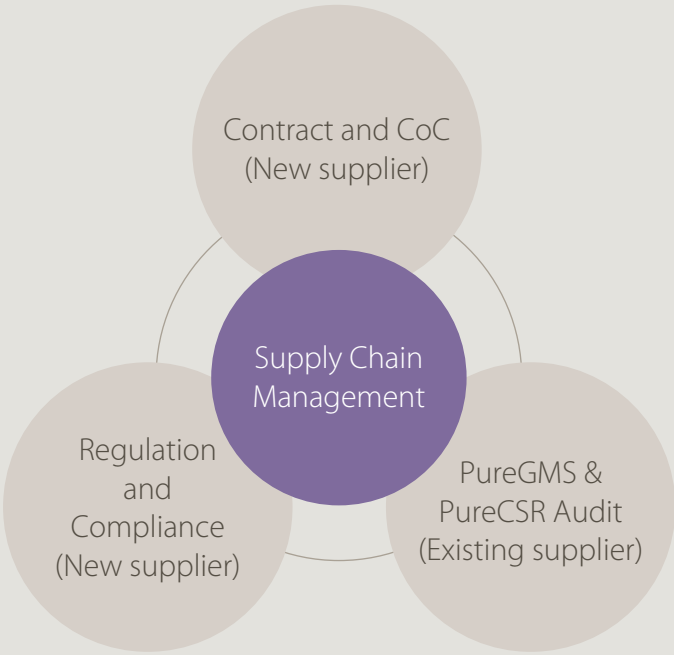 Contract and CoC
(New supplier)
Supply Chain
Management
Regulation
and
Compliance
(New supplier)
PureGMS &
PureCSR Audit
(Existing supplier)